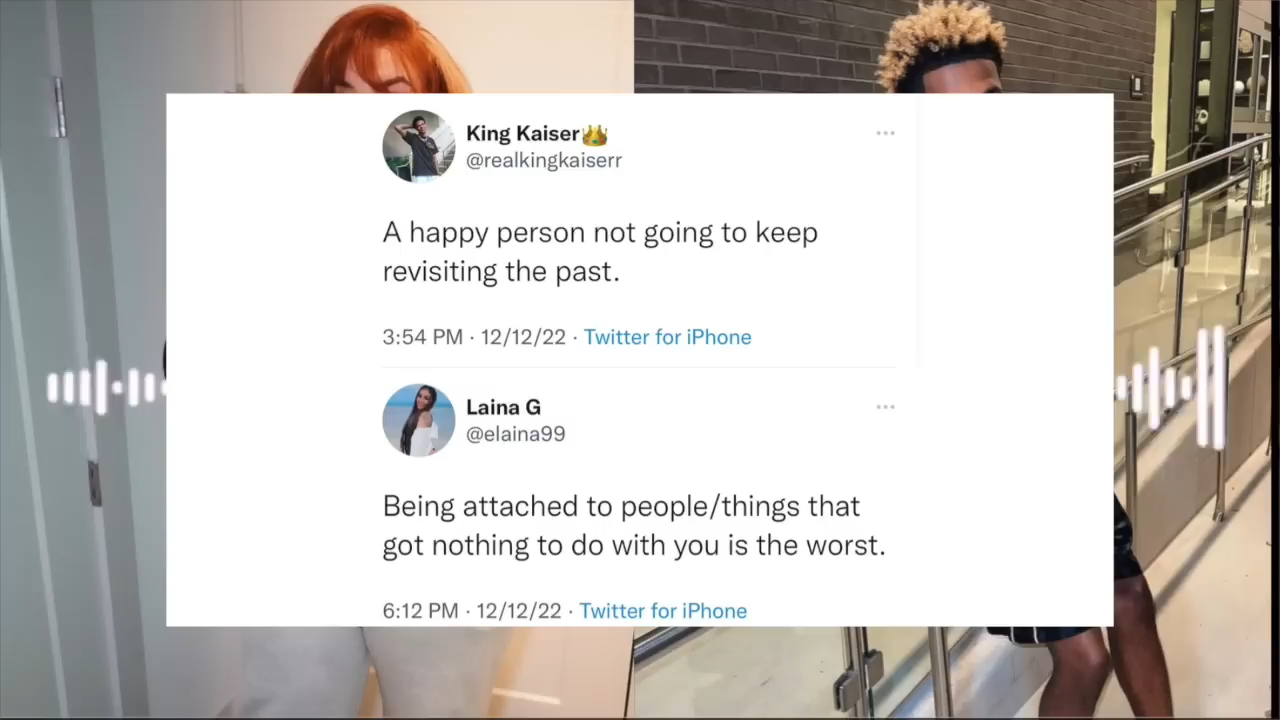 King Kaiser👑
@realkingkaiserr
A happy person not going to keep
revisiting the past.
3:54 PM · 12/12/22 · Twitter for iPhone
Laina G
@elaina99
Being attached to people/things that
got nothing to do with you is the worst.
6:12 PM · 12/12/22 · Twitter for iPhone